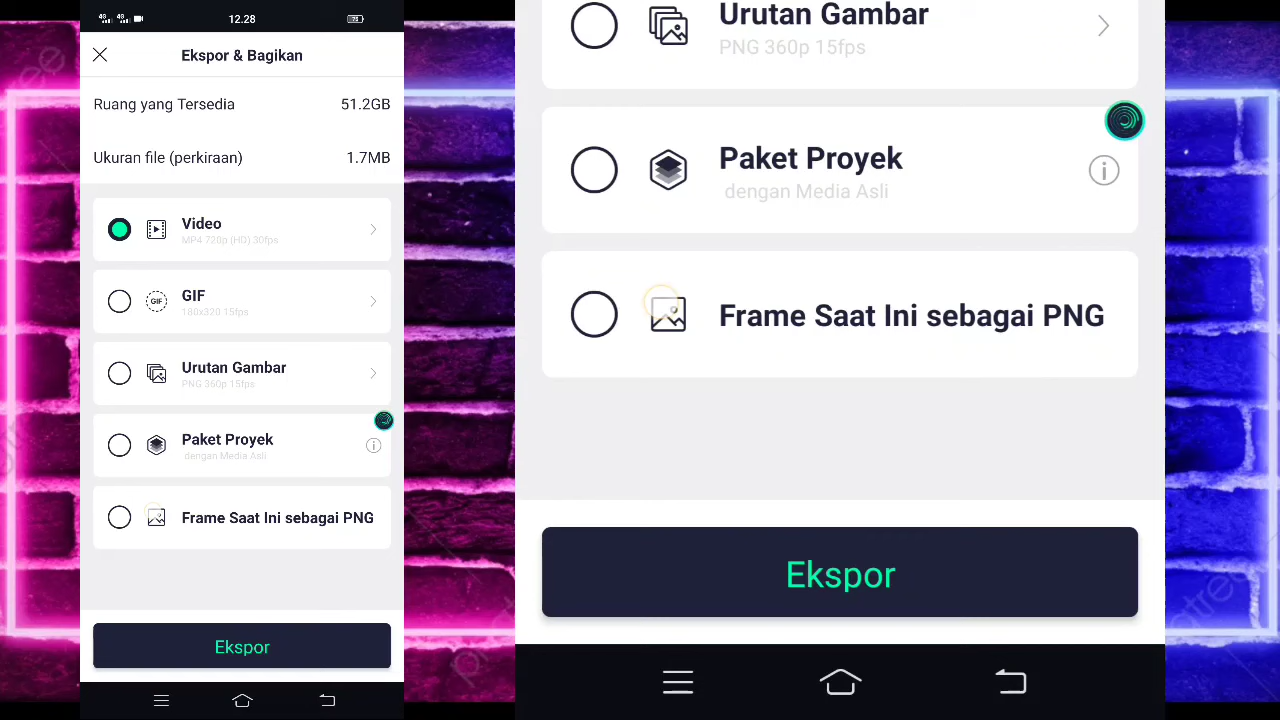 12.28
Ekspor & Bagikan
Ruang yang Tersedia 51.2GB
Ukuran file (perkiraan) 1.7MB
Video
MP4 720p (HD) 30fps
GIF
GIF
180x320 15fps
Urutan Gambar
PNG 360p 15fps
Paket Proyek
dengan Media Asli
Frame Saat Ini sebagai PNG
Ekspor
Urutan Gambar
PNG 360p 15fps
Paket Proyek
dengan Media Asli
Frame Saat Ini sebagai PNG
Ekspor